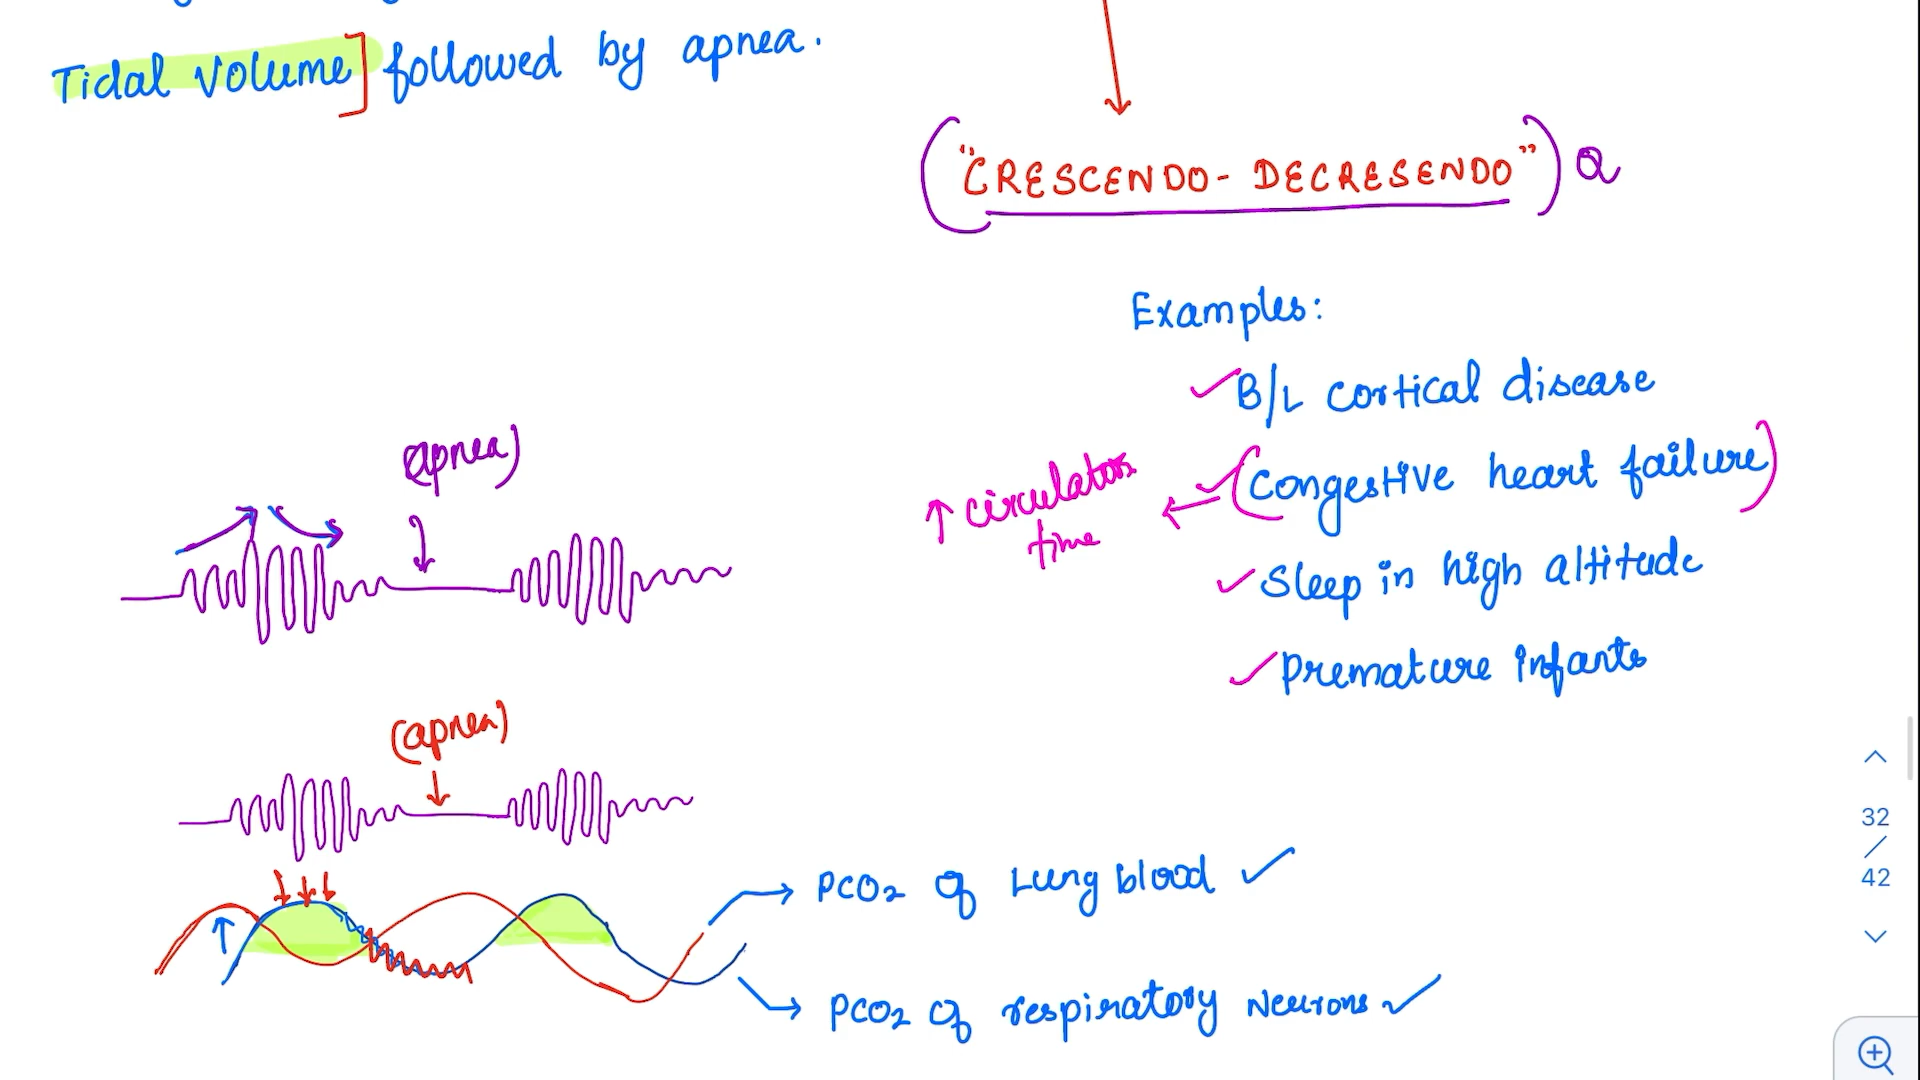 Tidal Volume] followed by apnea.
("CRESCENDO - DECRESENDO") Q
Examples:
B/L cortical disease
(Congestive heart failure)
↑ circulation time
Sleep in high altitude
Premature infants
(apnea)
(apnea)
PCO2 of Lung blood
PCO2 of respiratory Neurons
32
/
42